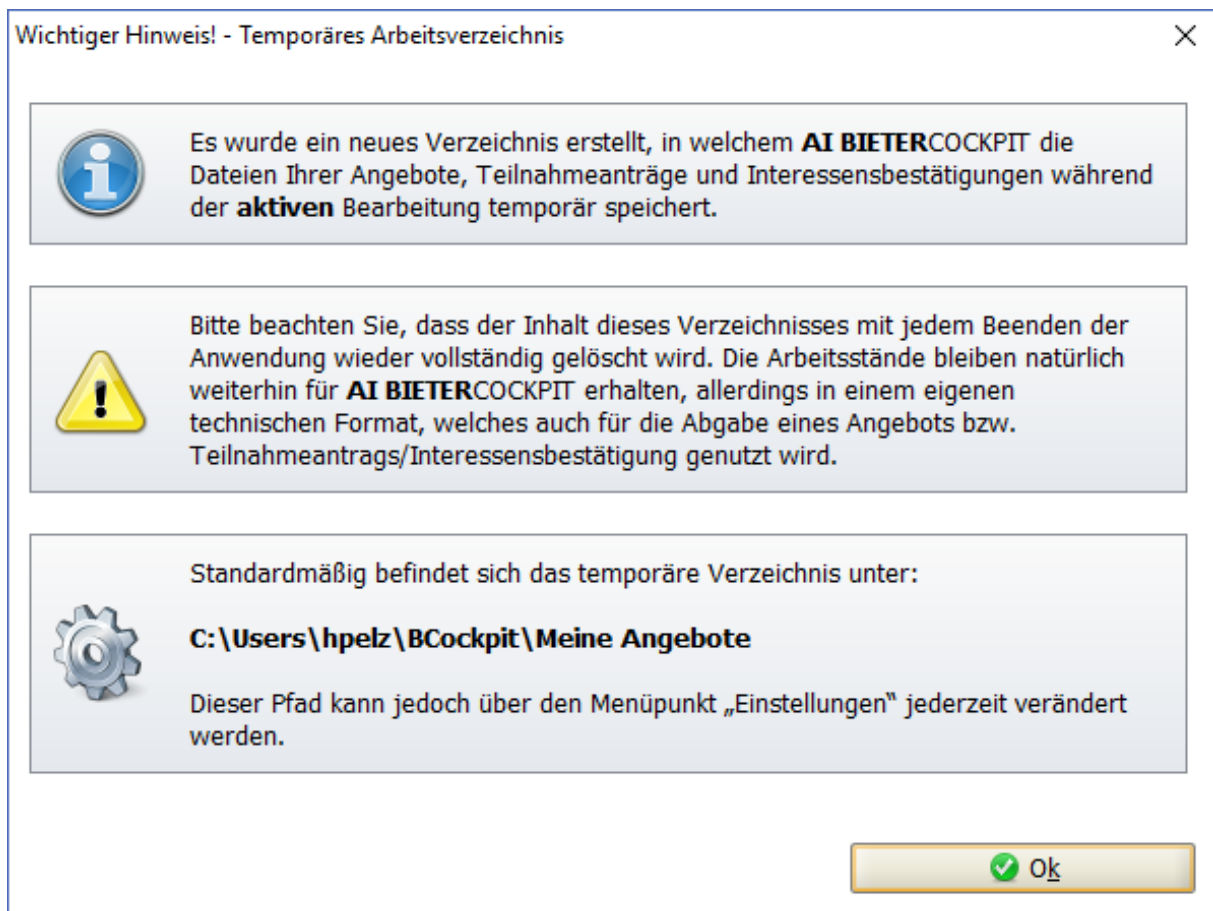 Wichtiger Hinweis! - Temporäres Arbeitsverzeichnis
Es wurde ein neues Verzeichnis erstellt, in welchem AI BIETERCOCKPIT die
Dateien Ihrer Angebote, Teilnahmeanträge und Interessensbestätigungen während
der aktiven Bearbeitung temporär speichert.
Bitte beachten Sie, dass der Inhalt dieses Verzeichnisses mit jedem Beenden der
Anwendung wieder vollständig gelöscht wird. Die Arbeitsstände bleiben natürlich
weiterhin für AI BIETERCOCKPIT erhalten, allerdings in einem eigenen
technischen Format, welches auch für die Abgabe eines Angebots bzw.
Teilnahmeantrags/Interessensbestätigung genutzt wird.
Standardmäßig befindet sich das temporäre Verzeichnis unter:
C:\Users\hpelz\BCockpit\Meine Angebote
Dieser Pfad kann jedoch über den Menüpunkt „Einstellungen“ jederzeit verändert
werden.
Ok